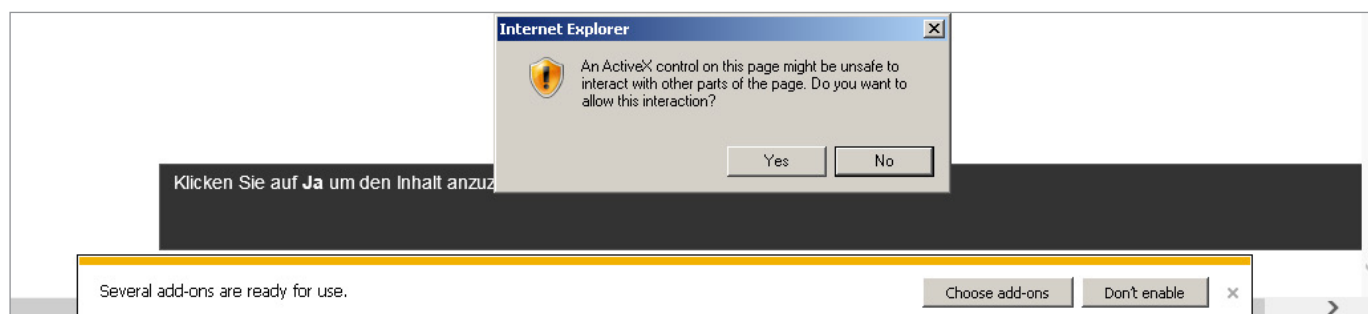 Internet Explorer
An ActiveX control on this page might be unsafe to
interact with other parts of the page. Do you want to
allow this interaction?
Yes No
Klicken Sie auf Ja um den Inhalt anzuz
Several add-ons are ready for use.
Choose add-ons Don't enable